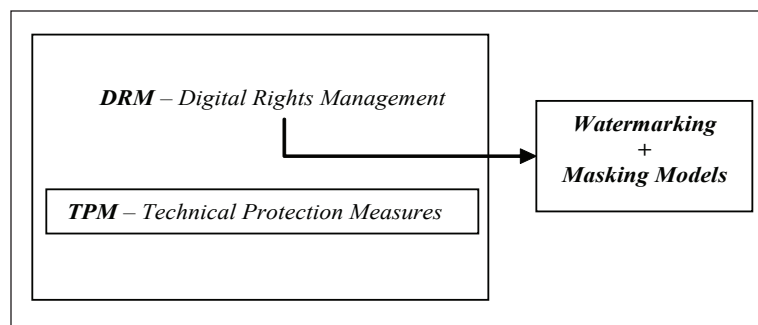 DRM – Digital Rights Management
TPM – Technical Protection Measures
Watermarking
+
Masking Models